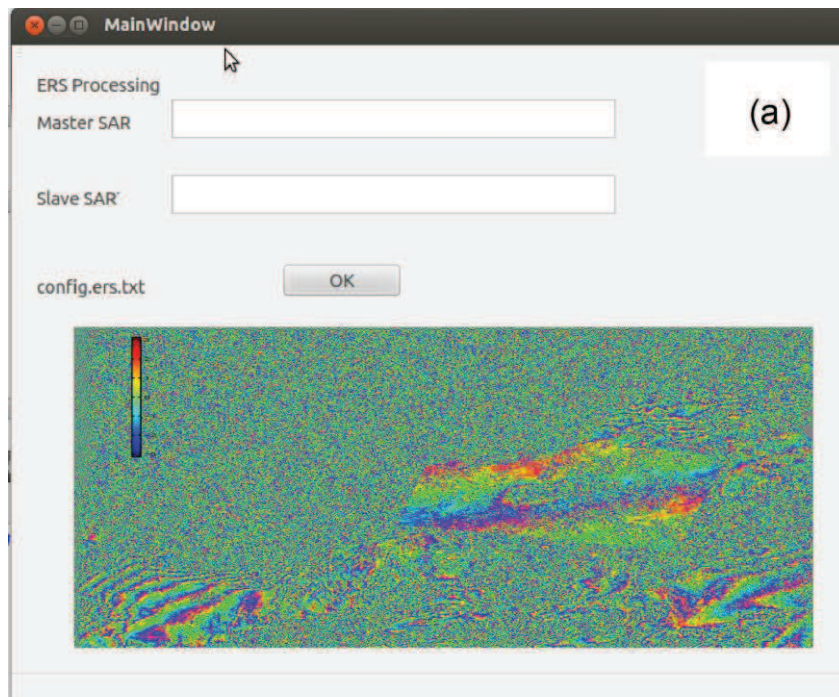 MainWindow
ERS Processing
(a)
Master SAR
Slave SAR
config.ers.txt
OK